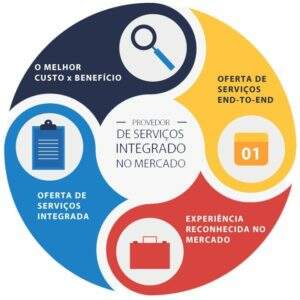 O MELHOR
CUSTO x BENEFÍCIO
OFERTA DE
SERVIÇOS
END-TO-END
PROVEDOR
DE SERVIÇOS
INTEGRADO
NO MERCADO
01
OFERTA DE
SERVIÇOS
INTEGRADA
EXPERIÊNCIA
RECONHECIDA NO
MERCADO